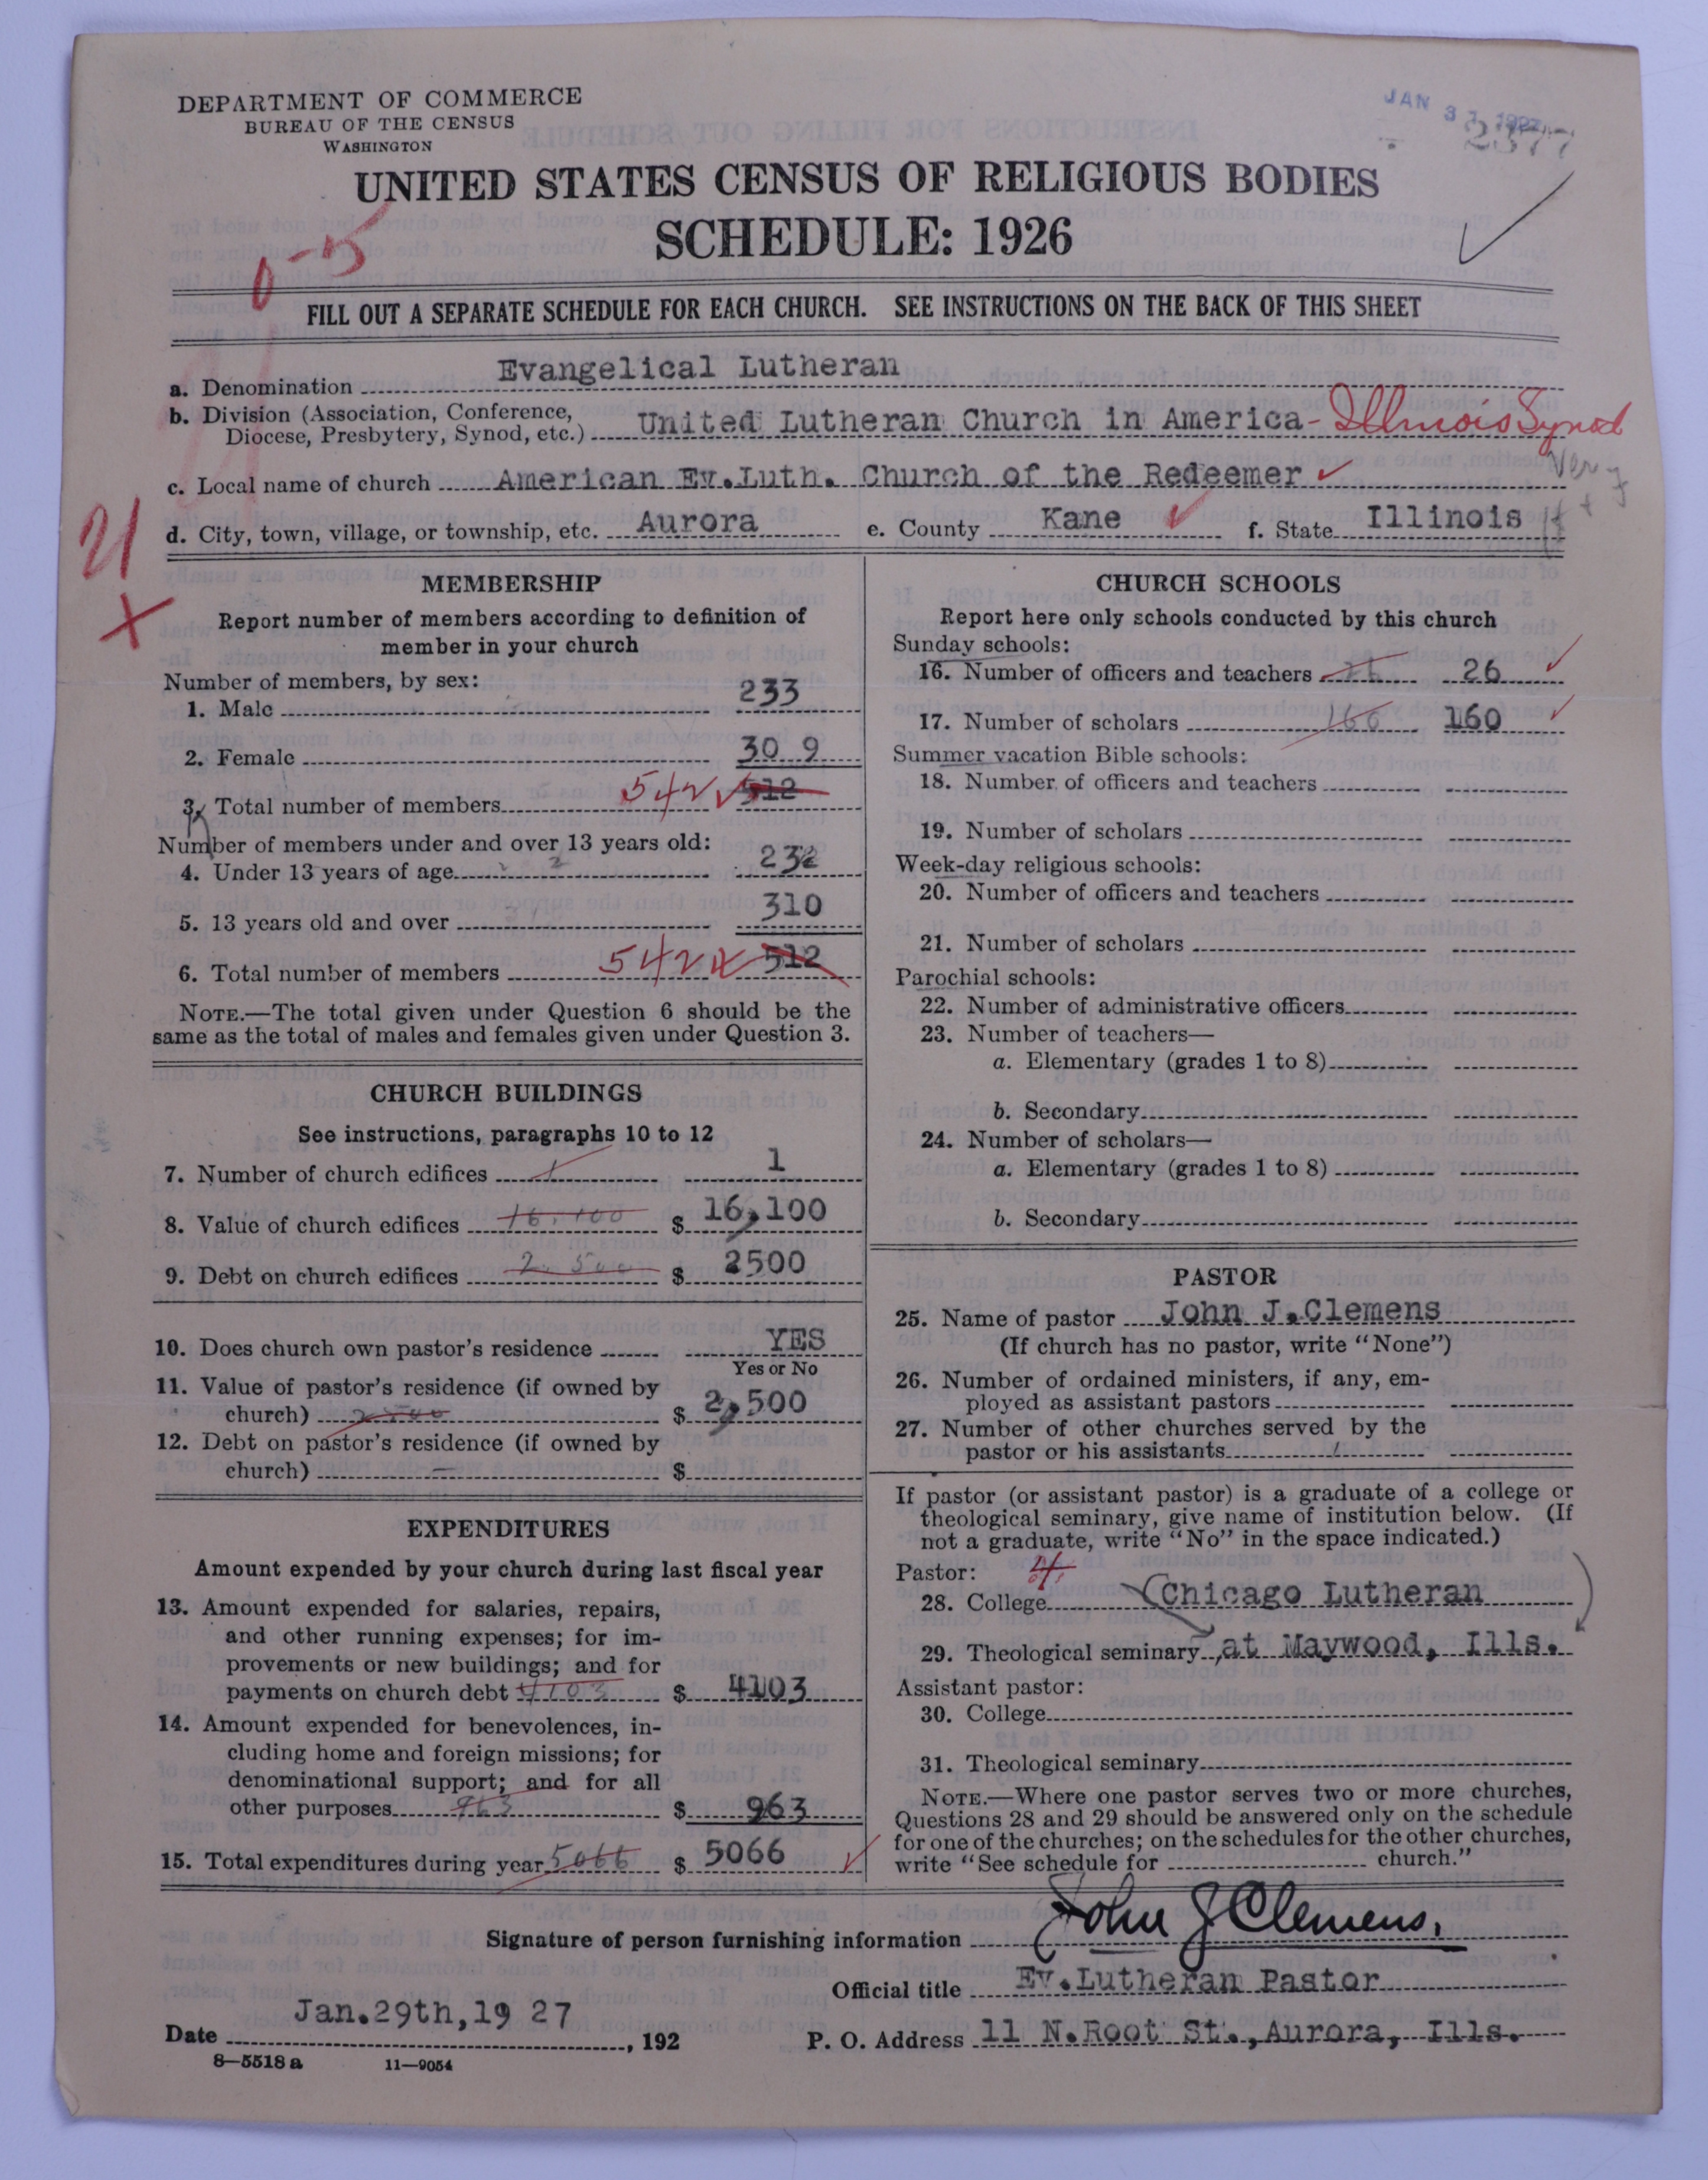 DEPARTMENT OF COMMERCE
BUREAU OF THE CENSUS
WASHINGTON
JAN 31 1927
2377
UNITED STATES CENSUS OF RELIGIOUS BODIES
SCHEDULE: 1926
FILL OUT A SEPARATE SCHEDULE FOR EACH CHURCH. SEE INSTRUCTIONS ON THE BACK OF THIS SHEET
a. Denomination Evangelical Lutheran
b. Division (Association, Conference,
Diocese, Presbytery, Synod, etc.) United Lutheran Church in America - Illinois Synod
c. Local name of church American Ev.Luth. Church of the Redeemer ✓
d. City, town, village, or township, etc. Aurora e. County Kane ✓ f. State Illinois
21
X
MEMBERSHIP
Report number of members according to definition of
member in your church
Number of members, by sex:
1. Male 233
2. Female 30 9
3. Total number of members 542 ✓ 512
Number of members under and over 13 years old:
4. Under 13 years of age 232
5. 13 years old and over 310
6. Total number of members 542 512
NOTE.—The total given under Question 6 should be the
same as the total of males and females given under Question 3.
CHURCH BUILDINGS
See instructions, paragraphs 10 to 12
7. Number of church edifices 1 1
8. Value of church edifices 16,100 $ 16,100
9. Debt on church edifices 2,500 $ 2500
10. Does church own pastor's residence YES
Yes or No
11. Value of pastor's residence (if owned by
church) 2500 $ 2,500
12. Debt on pastor's residence (if owned by
church) – $
EXPENDITURES
Amount expended by your church during last fiscal year
13. Amount expended for salaries, repairs,
and other running expenses; for im-
provements or new buildings; and for
payments on church debt 4103 $ 4103
14. Amount expended for benevolences, in-
cluding home and foreign missions; for
denominational support; and for all
other purposes 963 $ 963
15. Total expenditures during year 5066 $ 5066 ✓
CHURCH SCHOOLS
Report here only schools conducted by this church
Sunday schools:
16. Number of officers and teachers 26 26 ✓
17. Number of scholars 160 160 ✓
Summer vacation Bible schools:
18. Number of officers and teachers
19. Number of scholars
Week-day religious schools:
20. Number of officers and teachers
21. Number of scholars
Parochial schools:
22. Number of administrative officers
23. Number of teachers—
a. Elementary (grades 1 to 8)
b. Secondary
24. Number of scholars—
a. Elementary (grades 1 to 8)
b. Secondary
PASTOR
25. Name of pastor John J.Clemens
(If church has no pastor, write "None")
26. Number of ordained ministers, if any, em-
ployed as assistant pastors
27. Number of other churches served by the
pastor or his assistants
If pastor (or assistant pastor) is a graduate of a college or
theological seminary, give name of institution below. (If
not a graduate, write "No" in the space indicated.)
Pastor:
28. College Chicago Lutheran
29. Theological seminary at Maywood, Ills.
Assistant pastor:
30. College
31. Theological seminary
NOTE.—Where one pastor serves two or more churches,
Questions 28 and 29 should be answered only on the schedule
for one of the churches; on the schedules for the other churches,
write "See schedule for church."
Signature of person furnishing information John J Clemens.
Official title Ev.Lutheran Pastor
Date Jan.29th,19 27, 192 P. O. Address 11 N.Root St.,Aurora, Ills.
8—5518 a 11—9054